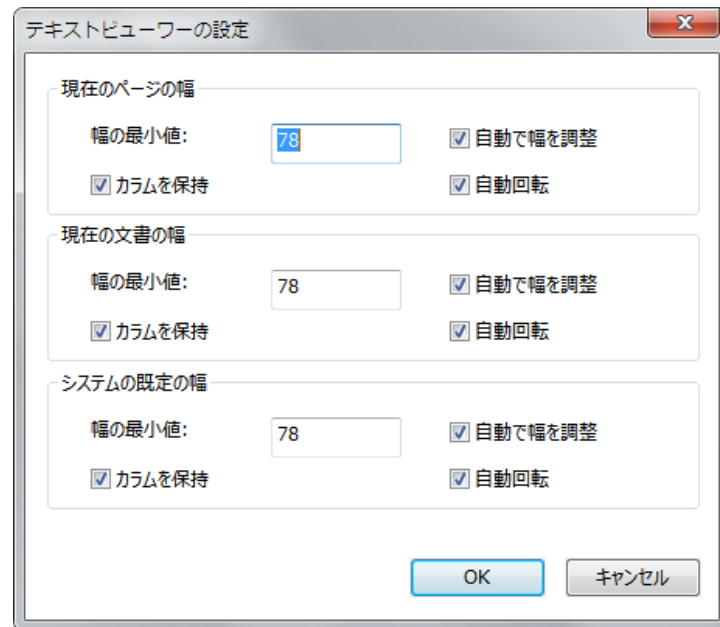 テキストビューワーの設定
現在のページの幅
幅の最小値: 78 自動で幅を調整
カラムを保持 自動回転
現在の文書の幅
幅の最小値: 78 自動で幅を調整
カラムを保持 自動回転
システムの既定の幅
幅の最小値: 78 自動で幅を調整
カラムを保持 自動回転
OK キャンセル